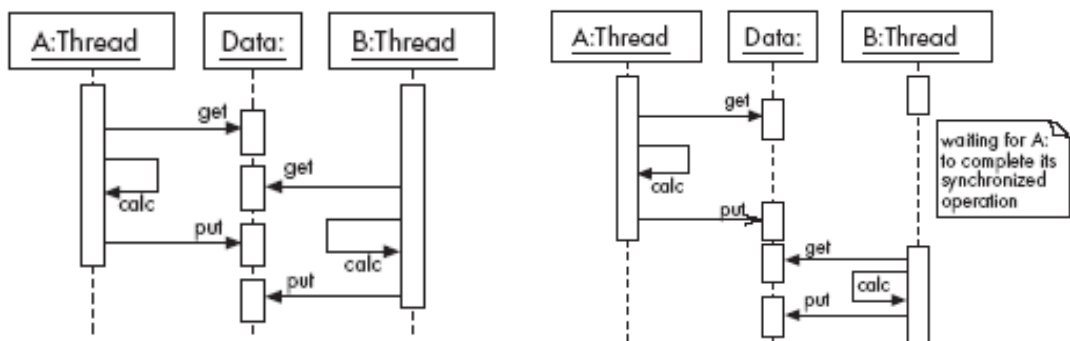 A:Thread
Data:
B:Thread
get
get
calc
put
calc
put
A:Thread
Data:
B:Thread
get
waiting for A:
to complete its
synchronized
operation
calc
put
get
calc
put